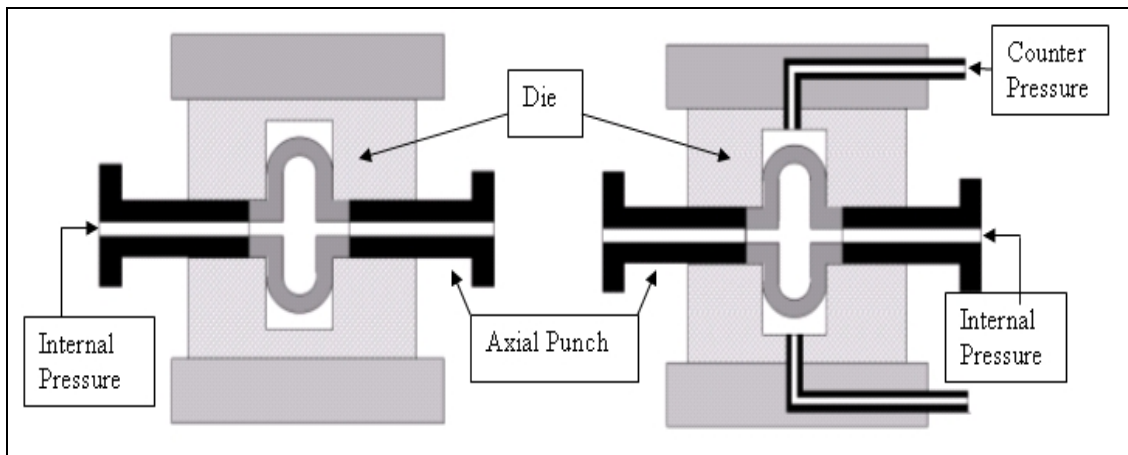 Die
Counter
Pressure
Internal
Pressure
Axial Punch
Internal
Pressure